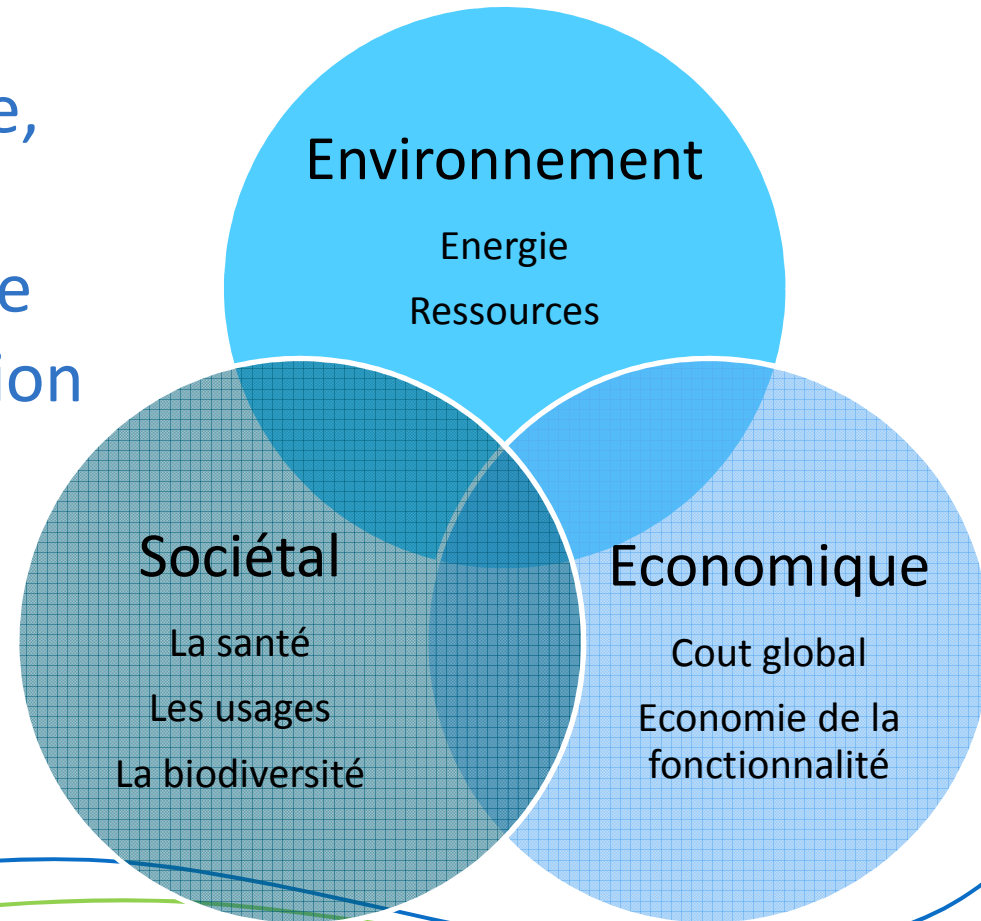 e,
e
ion
Environnement
Energie
Ressources
Sociétal
La santé
Les usages
La biodiversité
Economique
Cout global
Economie de la
fonctionnalité